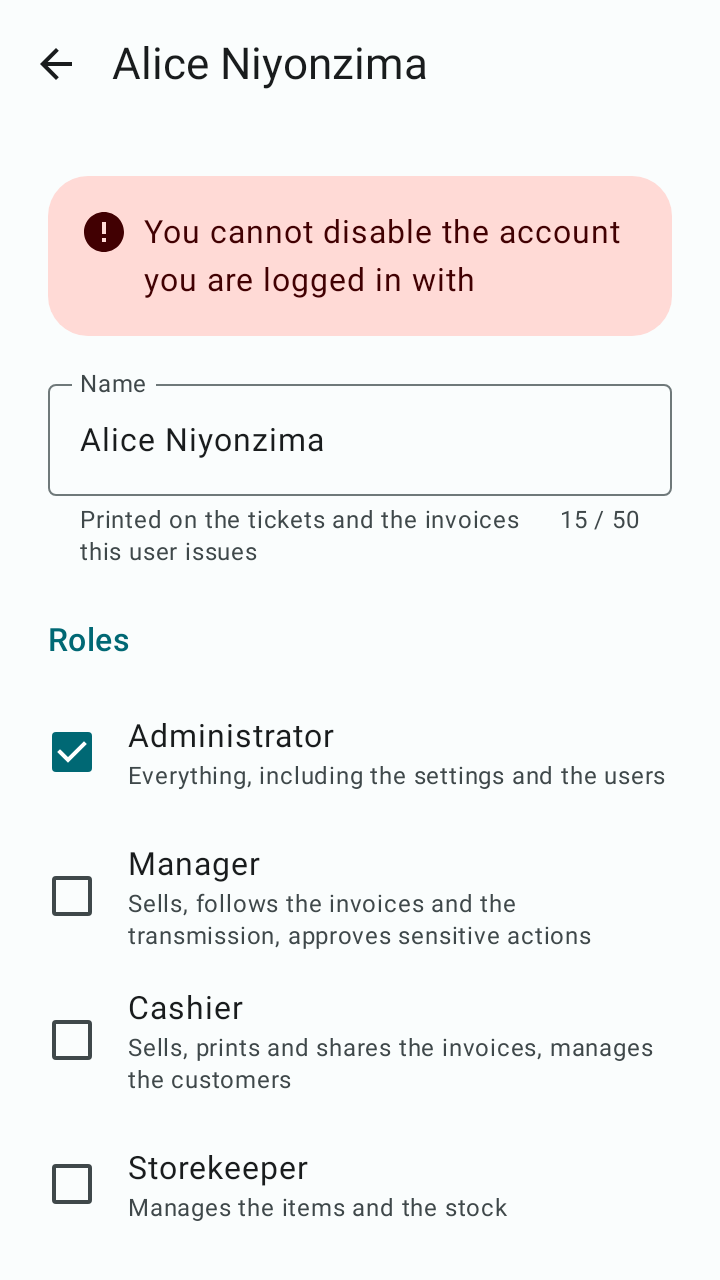 Alice Niyonzima
You cannot disable the account
you are logged in with
Name
Alice Niyonzima
Printed on the tickets and the invoices 15 / 50
this user issues
Roles
Administrator
Everything, including the settings and the users
Manager
Sells, follows the invoices and the
transmission, approves sensitive actions
Cashier
Sells, prints and shares the invoices, manages
the customers
Storekeeper
Manages the items and the stock